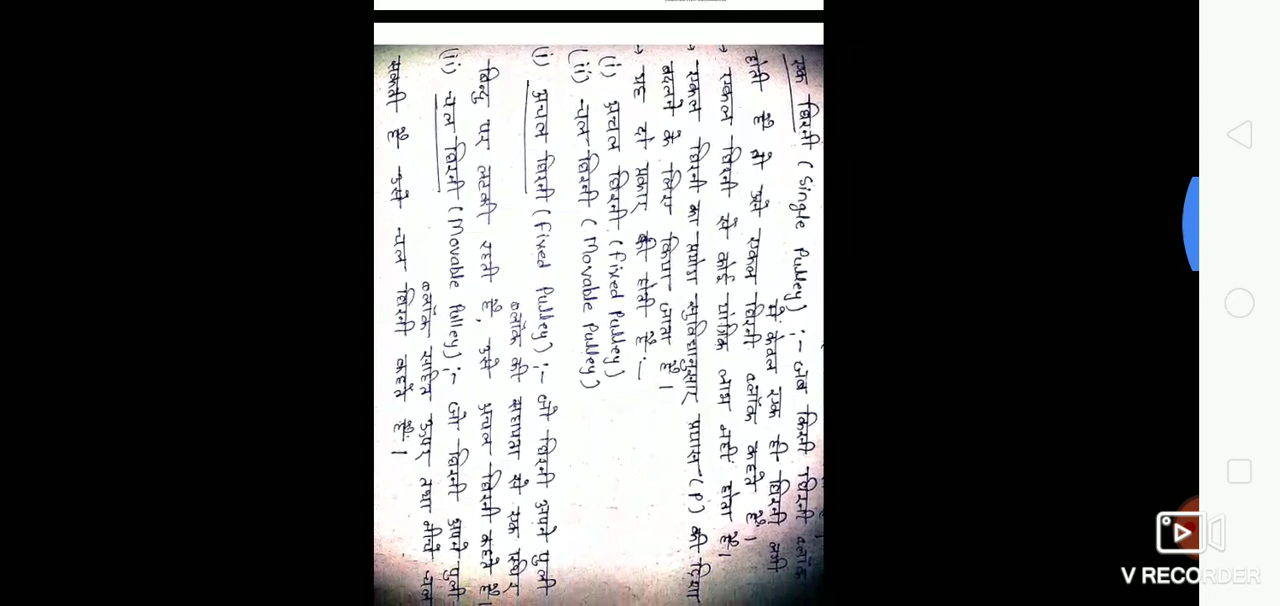 एकल घिरनी (Single Pulley) :- जब किसी घिरनी ब्लॉक
में केवल एक ही घिरनी लगी
होती है तो उसे एकल घिरनी ब्लॉक कहते हैं।
→ एकल घिरनी से कोई यांत्रिक लाभ नहीं होता है।
→ एकल घिरनी का प्रयोग सुविधानुसार प्रयास (P) की दिशा
बदलने के लिए किया जाता है।
→ यह दो प्रकार की होती है :-
(i) अचल घिरनी (Fixed Pulley)
(ii) चल घिरनी (Movable Pulley)
(i) अचल घिरनी (Fixed Pulley) :- जो घिरनी अपने पुली
ब्लॉक की सहायता से एक स्थिर
बिन्दु पर लटकी रहती है, उसे अचल घिरनी कहते हैं।
(ii) चल घिरनी (Movable Pulley) :- जो घिरनी अपने पुली
ब्लॉक सहित ऊपर तथा नीचे चल
सकती है उसे चल घिरनी कहते हैं।
V RECORDER